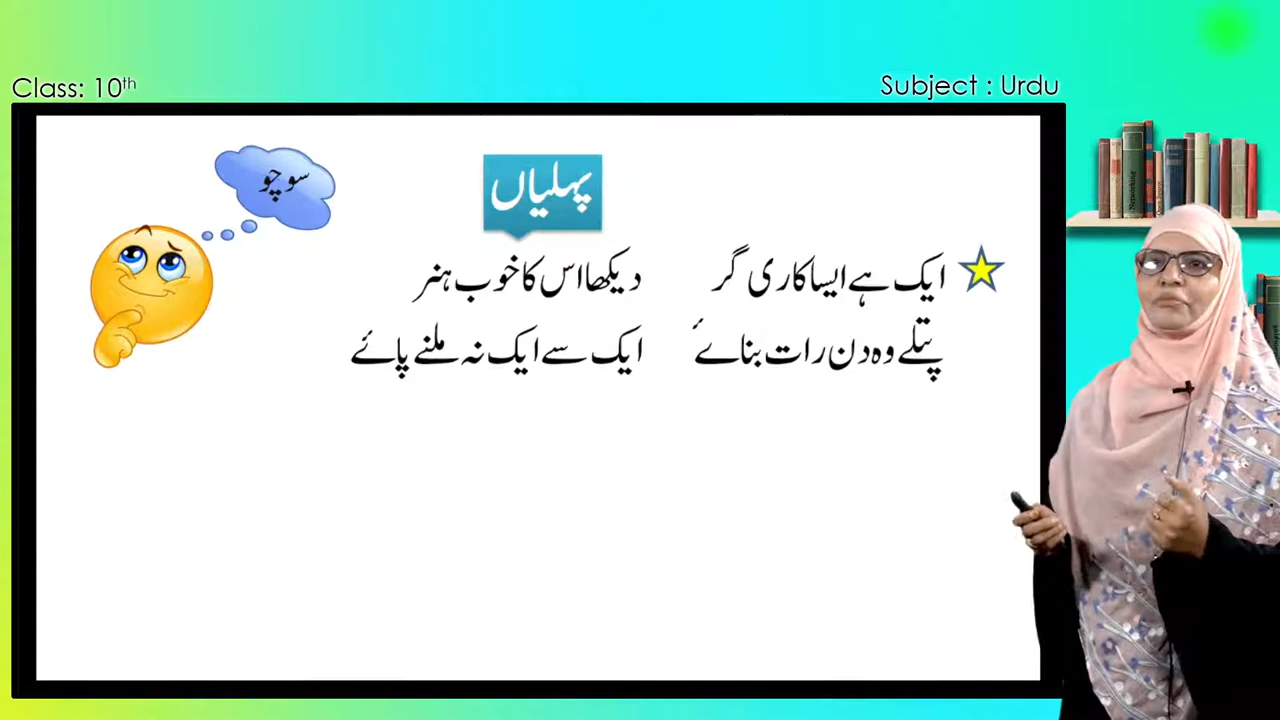 Class: 10th
Subject : Urdu
سوچو
پہلیاں
ایک ہے ایسا کاری گر دیکھا اس کا خوب ہنر
پتلے وہ دن رات بنائے ایک سے ایک نہ ملنے پائے
Networking